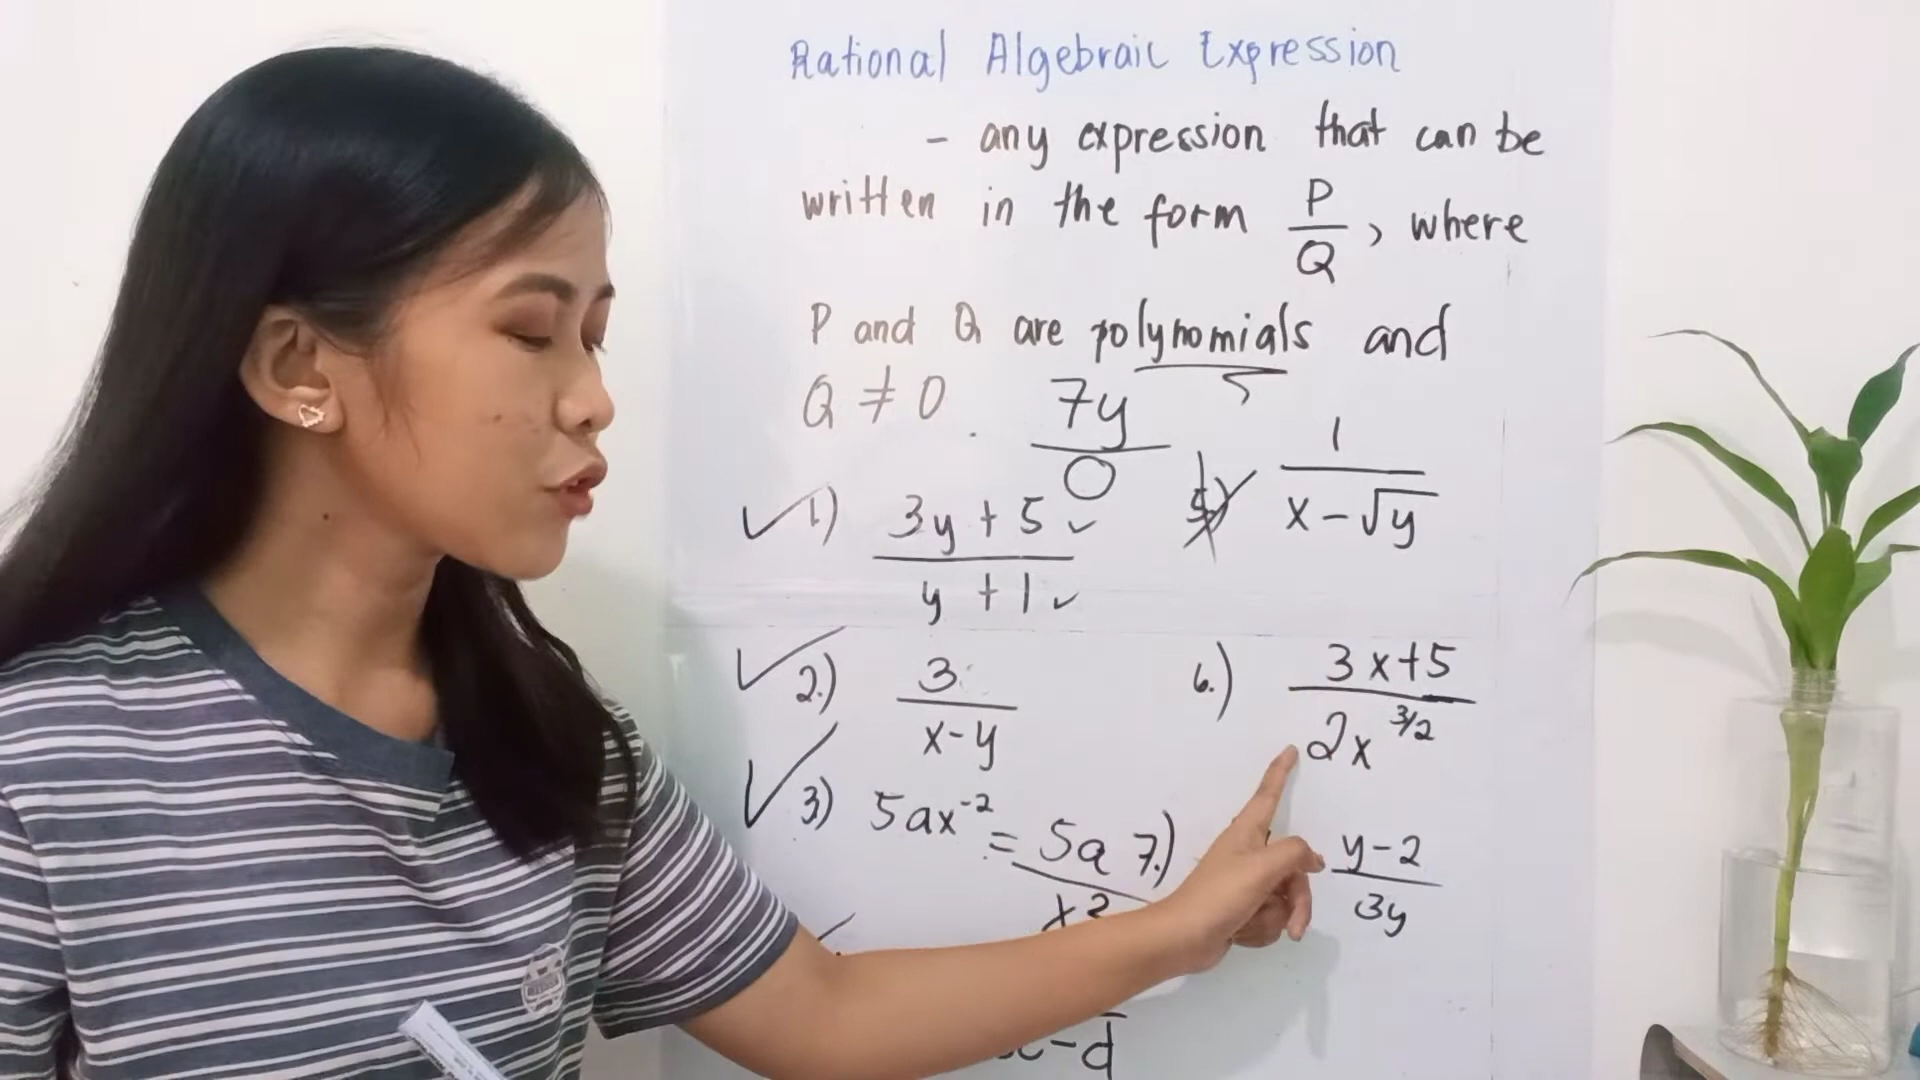 Rational Algebraic Expression
- any expression that can be
written in the form P/Q, where
P and Q are polynomials and
Q ≠ 0. 7y/0
1) 3y + 5 / y + 1
2.) 3 / x - y
3) 5ax⁻² = 5a / x²
-d
5) 1 / x - √y
6.) 3x+5 / 2x^3/2
7.) y - 2 / 3y